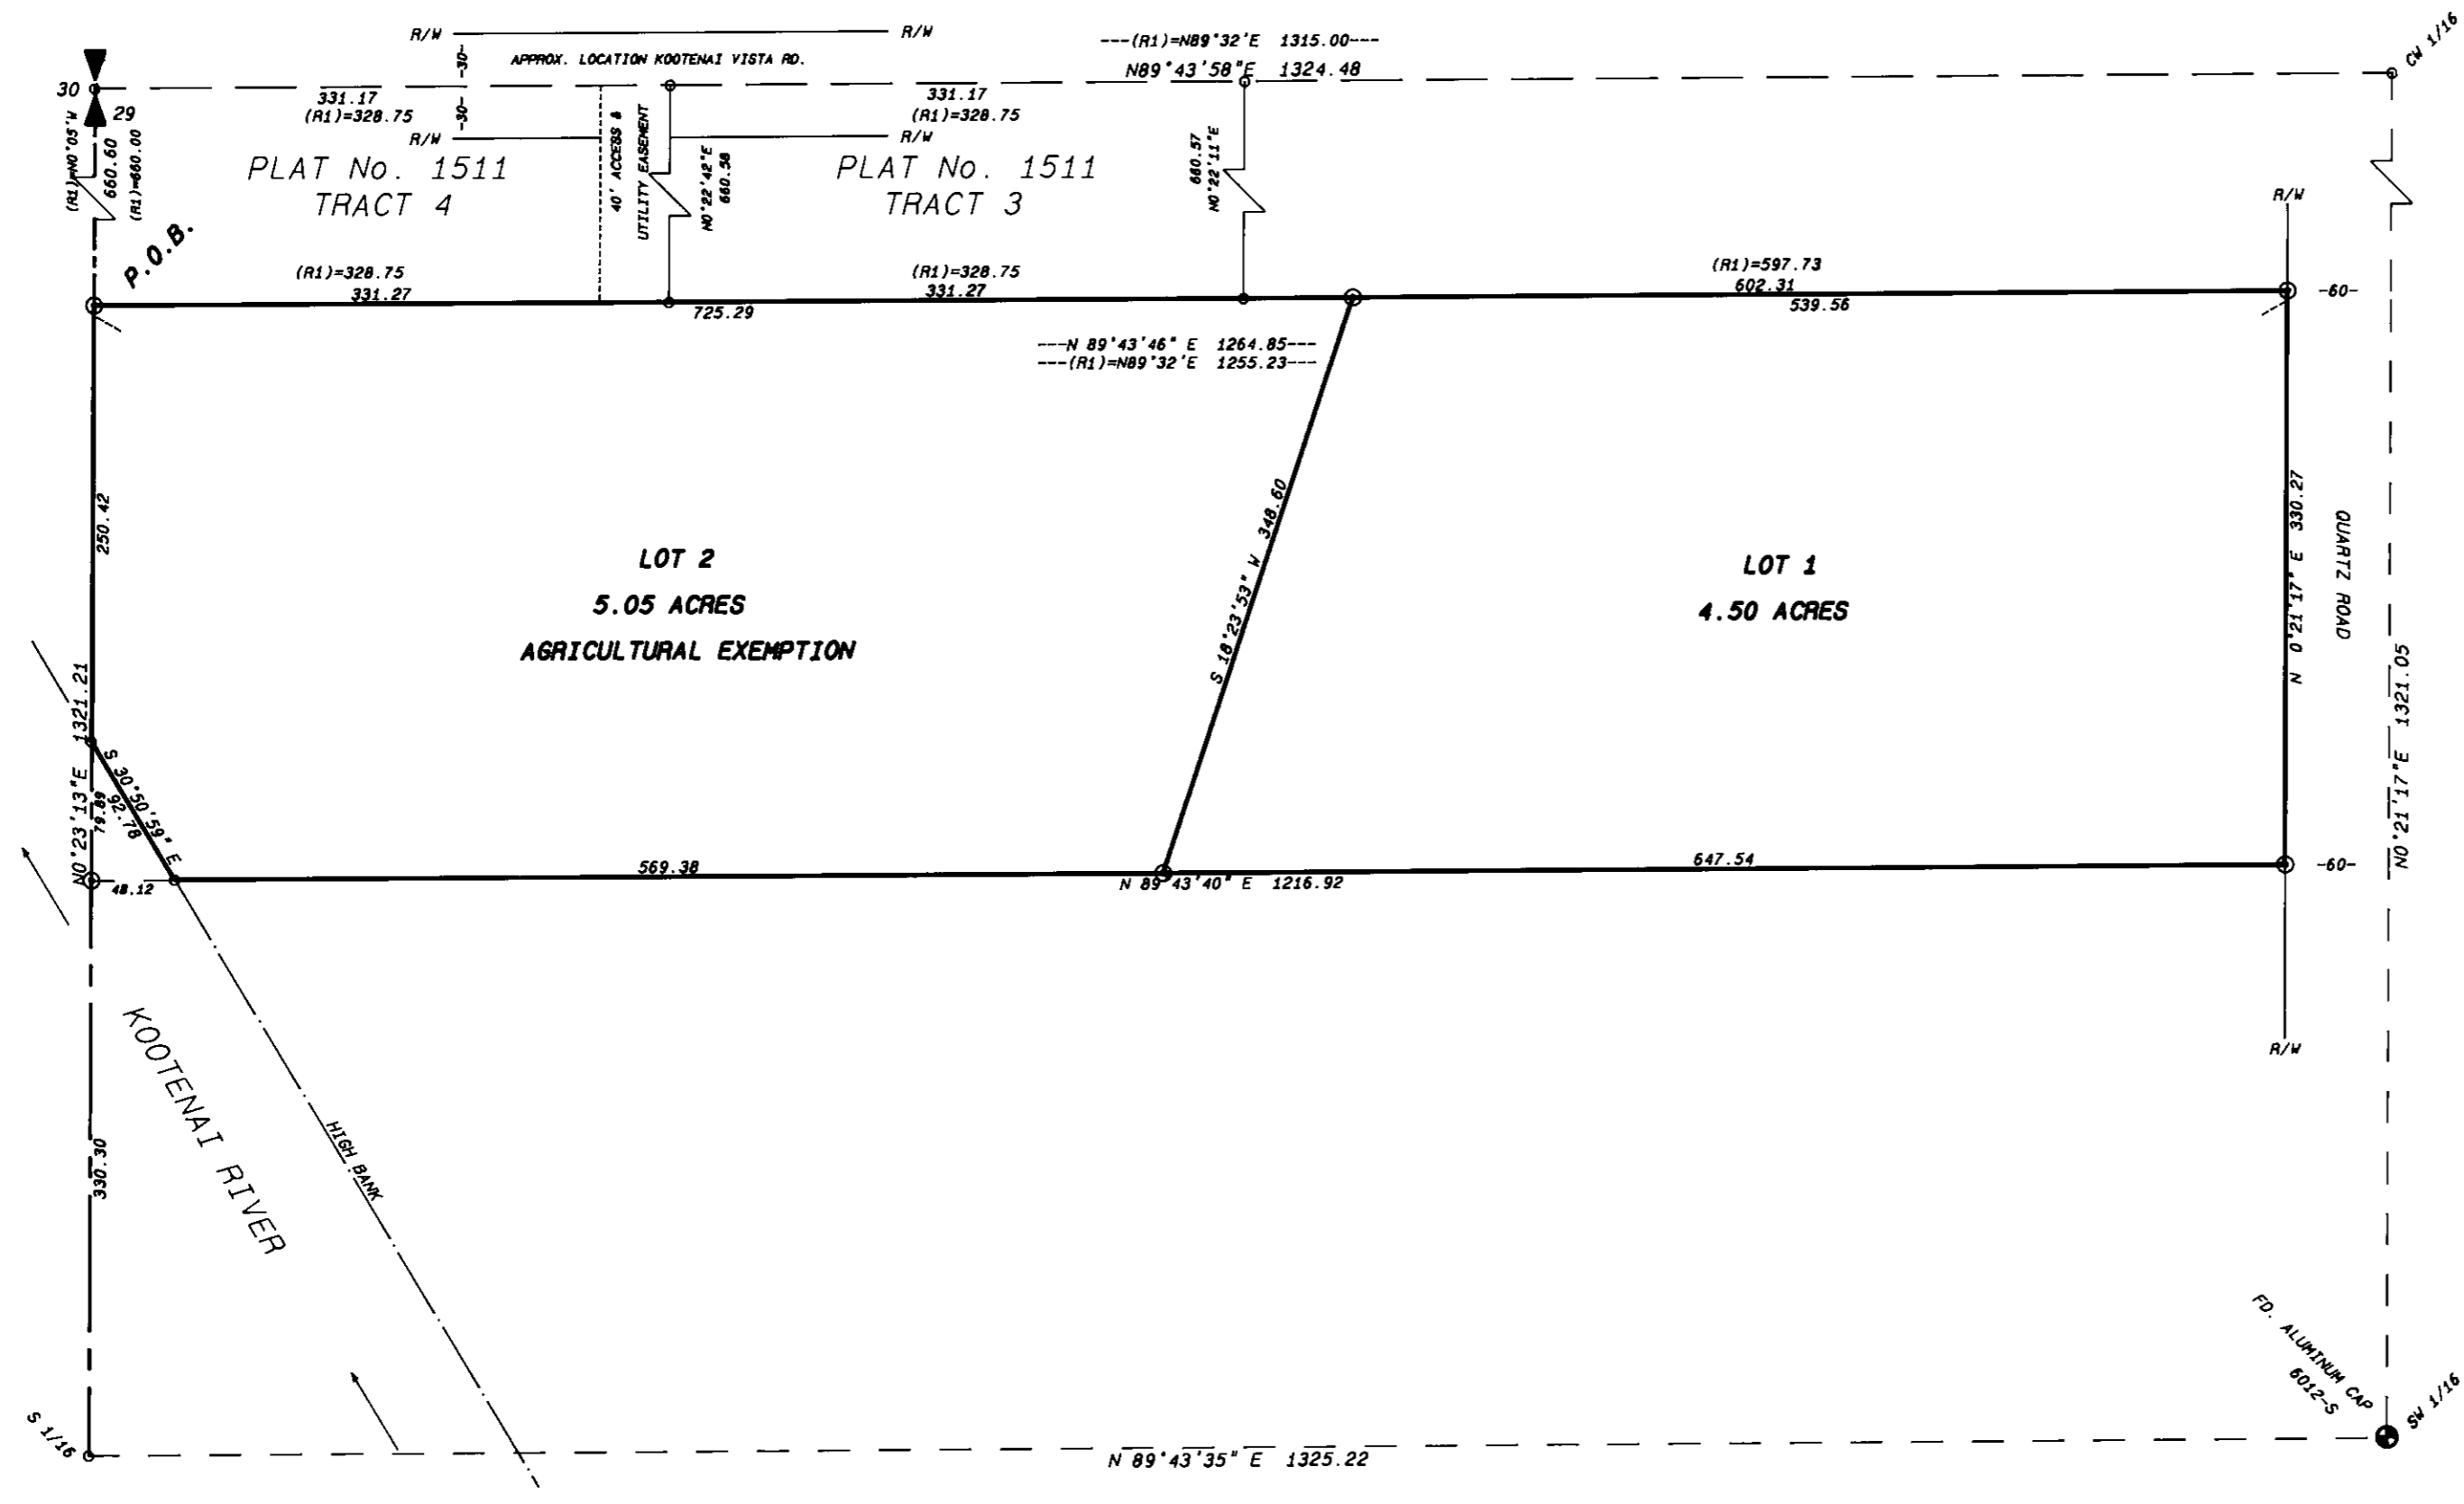 R/W
R/W
---(R1)=N89°32'E 1315.00---
CW 1/16
-30-
APPROX. LOCATION KOOTENAI VISTA RD.
N89°43'58"E 1324.48
30
29
331.17
(R1)=328.75
-30-
331.17
(R1)=328.75
R/W
R/W
(R1)=N0°05'W
660.60
(R1)=660.00
PLAT No. 1511
TRACT 4
40' ACCESS &
UTILITY EASEMENT
N0°22'42"E
660.58
PLAT No. 1511
TRACT 3
660.57
N0°22'11"E
R/W
P.O.B.
(R1)=328.75
331.27
(R1)=328.75
331.27
(R1)=597.73
602.31
539.56
-60-
725.29
---N 89°43'46" E 1264.85---
---(R1)=N89°32'E 1255.23---
250.42
S 18°23'53" W 348.60
N 0°21'17" E 330.27
QUARTZ ROAD
LOT 2
5.05 ACRES
AGRICULTURAL EXEMPTION
LOT 1
4.50 ACRES
N0°23'13"E 1321.21
79.89
S 30°50'59" E
92.78
N0°21'17"E 1321.05
48.12
569.38
647.54
-60-
N 89°43'40" E 1216.92
R/W
KOOTENAI RIVER
HIGH BANK
330.30
FD. ALUMINUM CAP
6012-S
S 1/16
SW 1/16
N 89°43'35" E 1325.22